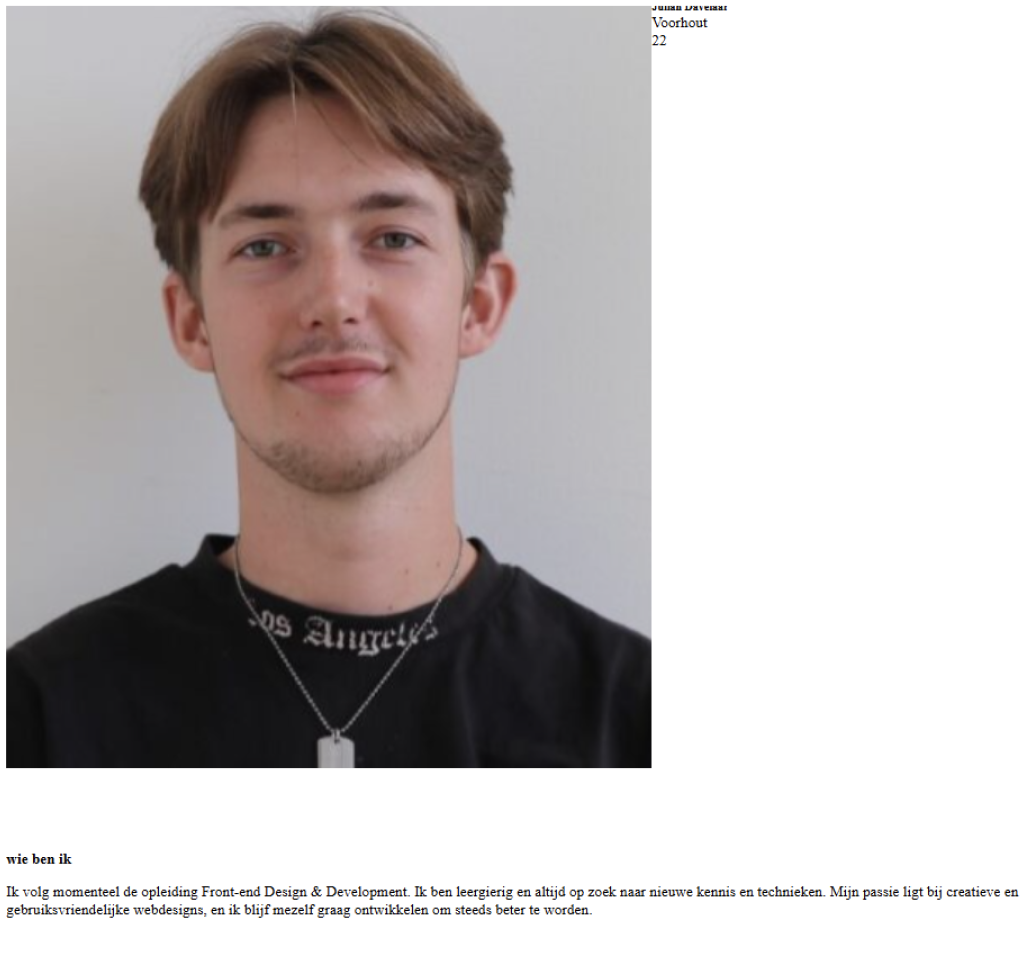 Julian Davelaar
Voorhout
22
Los Angeles
wie ben ik
Ik volg momenteel de opleiding Front-end Design & Development. Ik ben leergierig en altijd op zoek naar nieuwe kennis en technieken. Mijn passie ligt bij creatieve en
gebruiksvriendelijke webdesigns, en ik blijf mezelf graag ontwikkelen om steeds beter te worden.